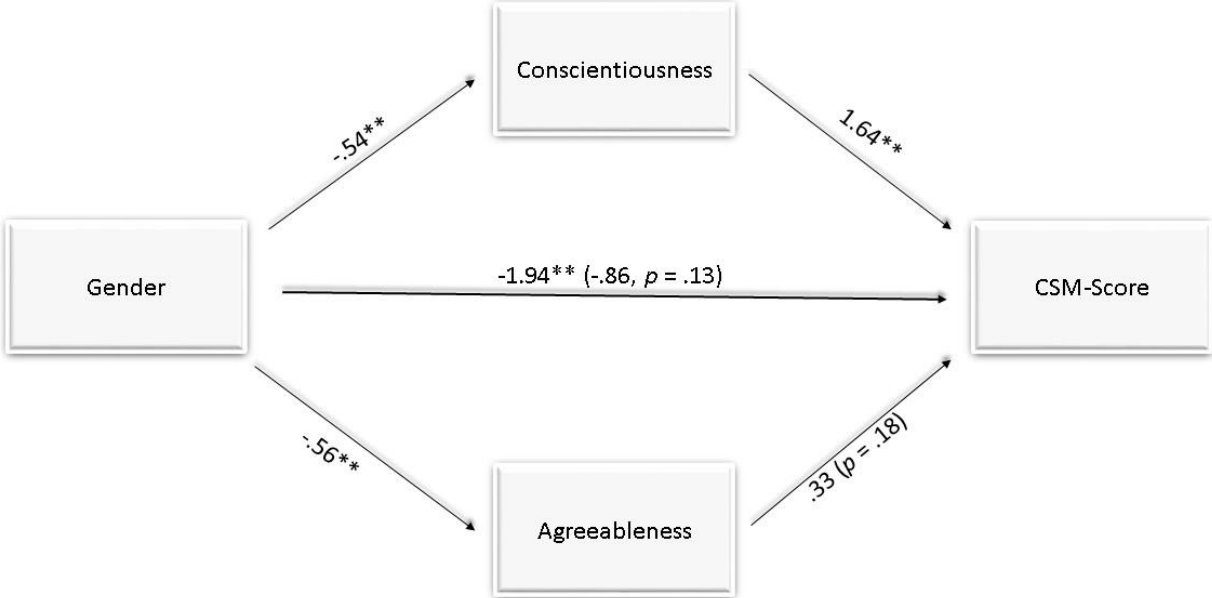 Conscientiousness
-.54**
1.64**
Gender
-1.94** (-.86, p = .13)
CSM-Score
-.56**
.33 (p = .18)
Agreeableness